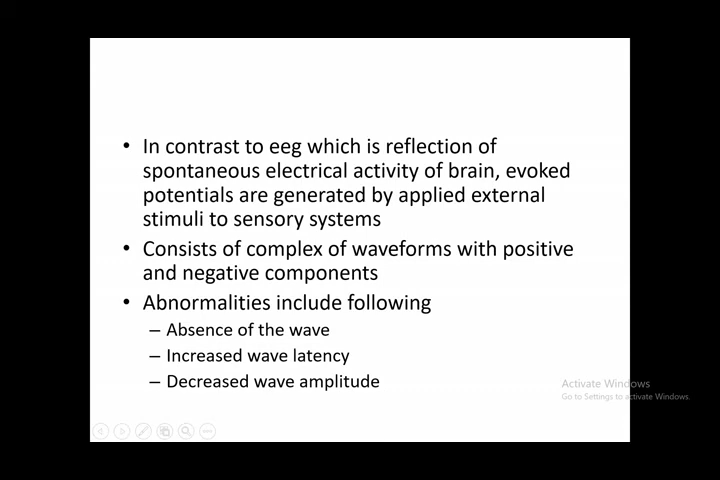 • In contrast to eeg which is reflection of
spontaneous electrical activity of brain, evoked
potentials are generated by applied external
stimuli to sensory systems
• Consists of complex of waveforms with positive
and negative components
• Abnormalities include following
– Absence of the wave
– Increased wave latency
– Decreased wave amplitude
Activate Windows
Go to Settings to activate Windows.